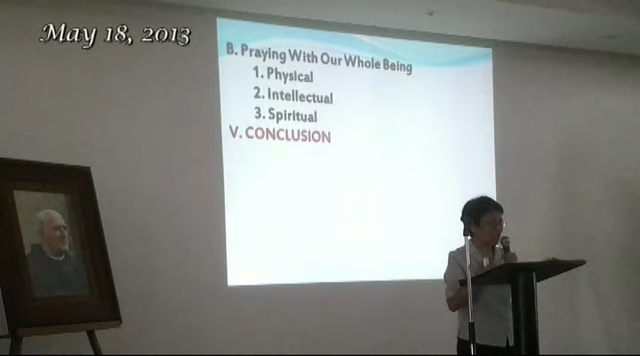 May 18, 2013
B. Praying With Our Whole Being
1. Physical
2. Intellectual
3. Spiritual
V. CONCLUSION